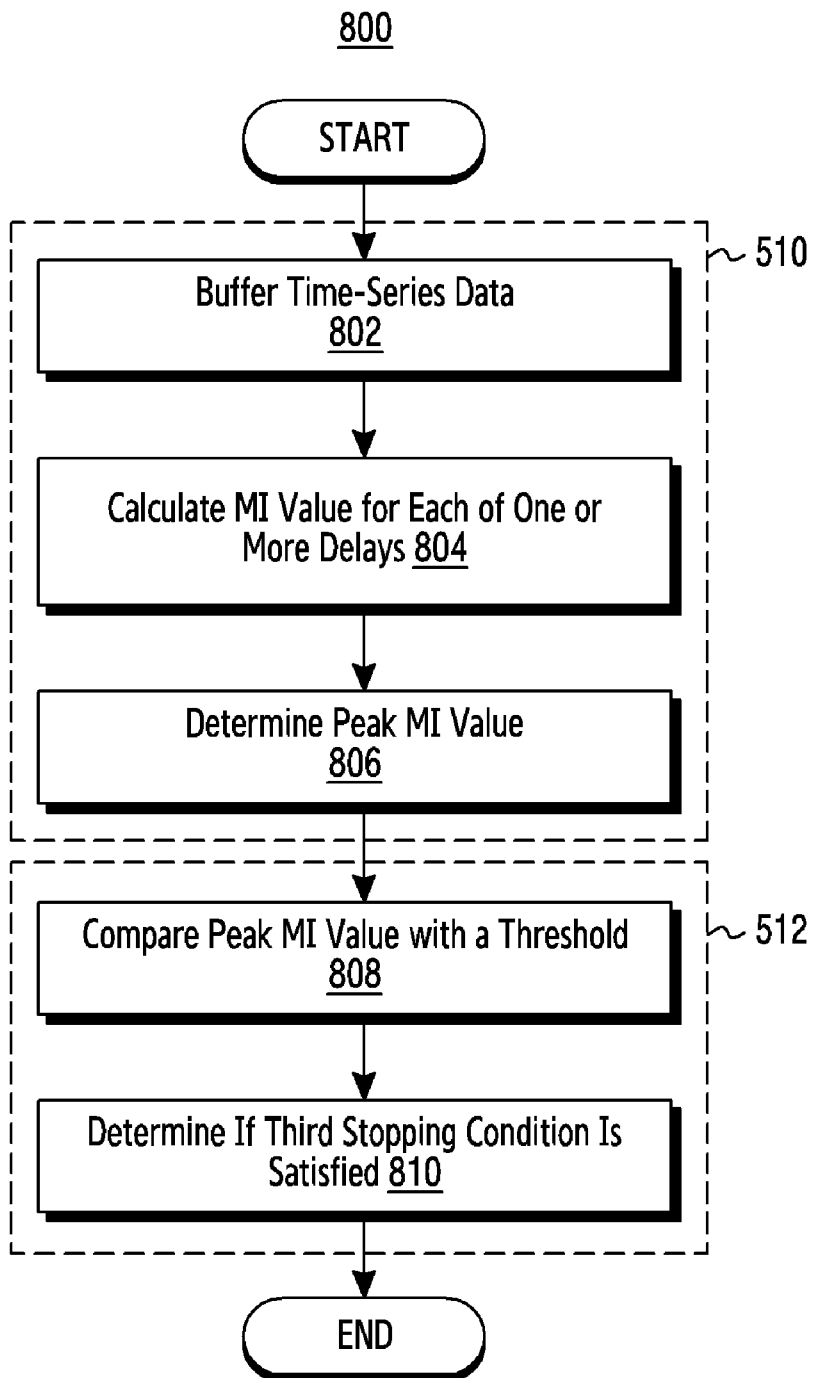 800
START
510
Buffer Time-Series Data
802
Calculate MI Value for Each of One or
More Delays 804
Determine Peak MI Value
806
512
Compare Peak MI Value with a Threshold
808
Determine If Third Stopping Condition Is
Satisfied 810
END